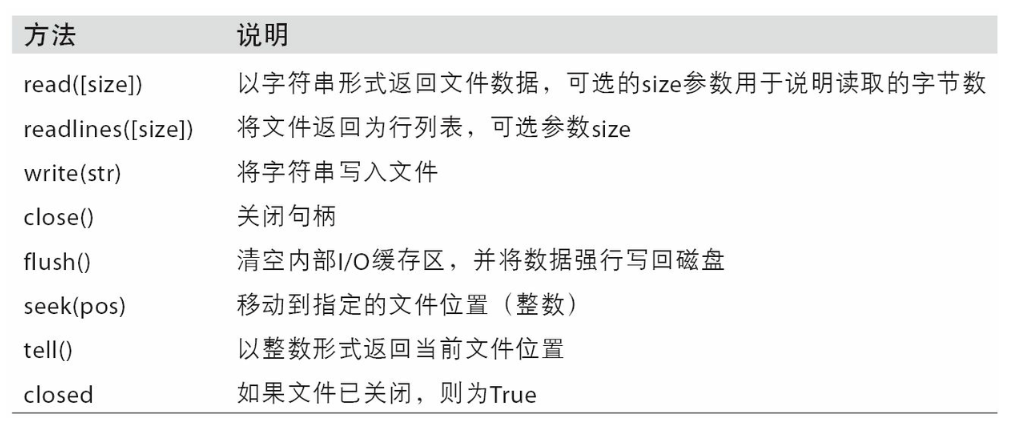 方法 说明
read([size]) 以字符串形式返回文件数据，可选的size参数用于说明读取的字节数
readlines([size]) 将文件返回为行列表，可选参数size
write(str) 将字符串写入文件
close() 关闭句柄
flush() 清空内部I/O缓存区，并将数据强行写回磁盘
seek(pos) 移动到指定的文件位置（整数）
tell() 以整数形式返回当前文件位置
closed 如果文件已关闭，则为True